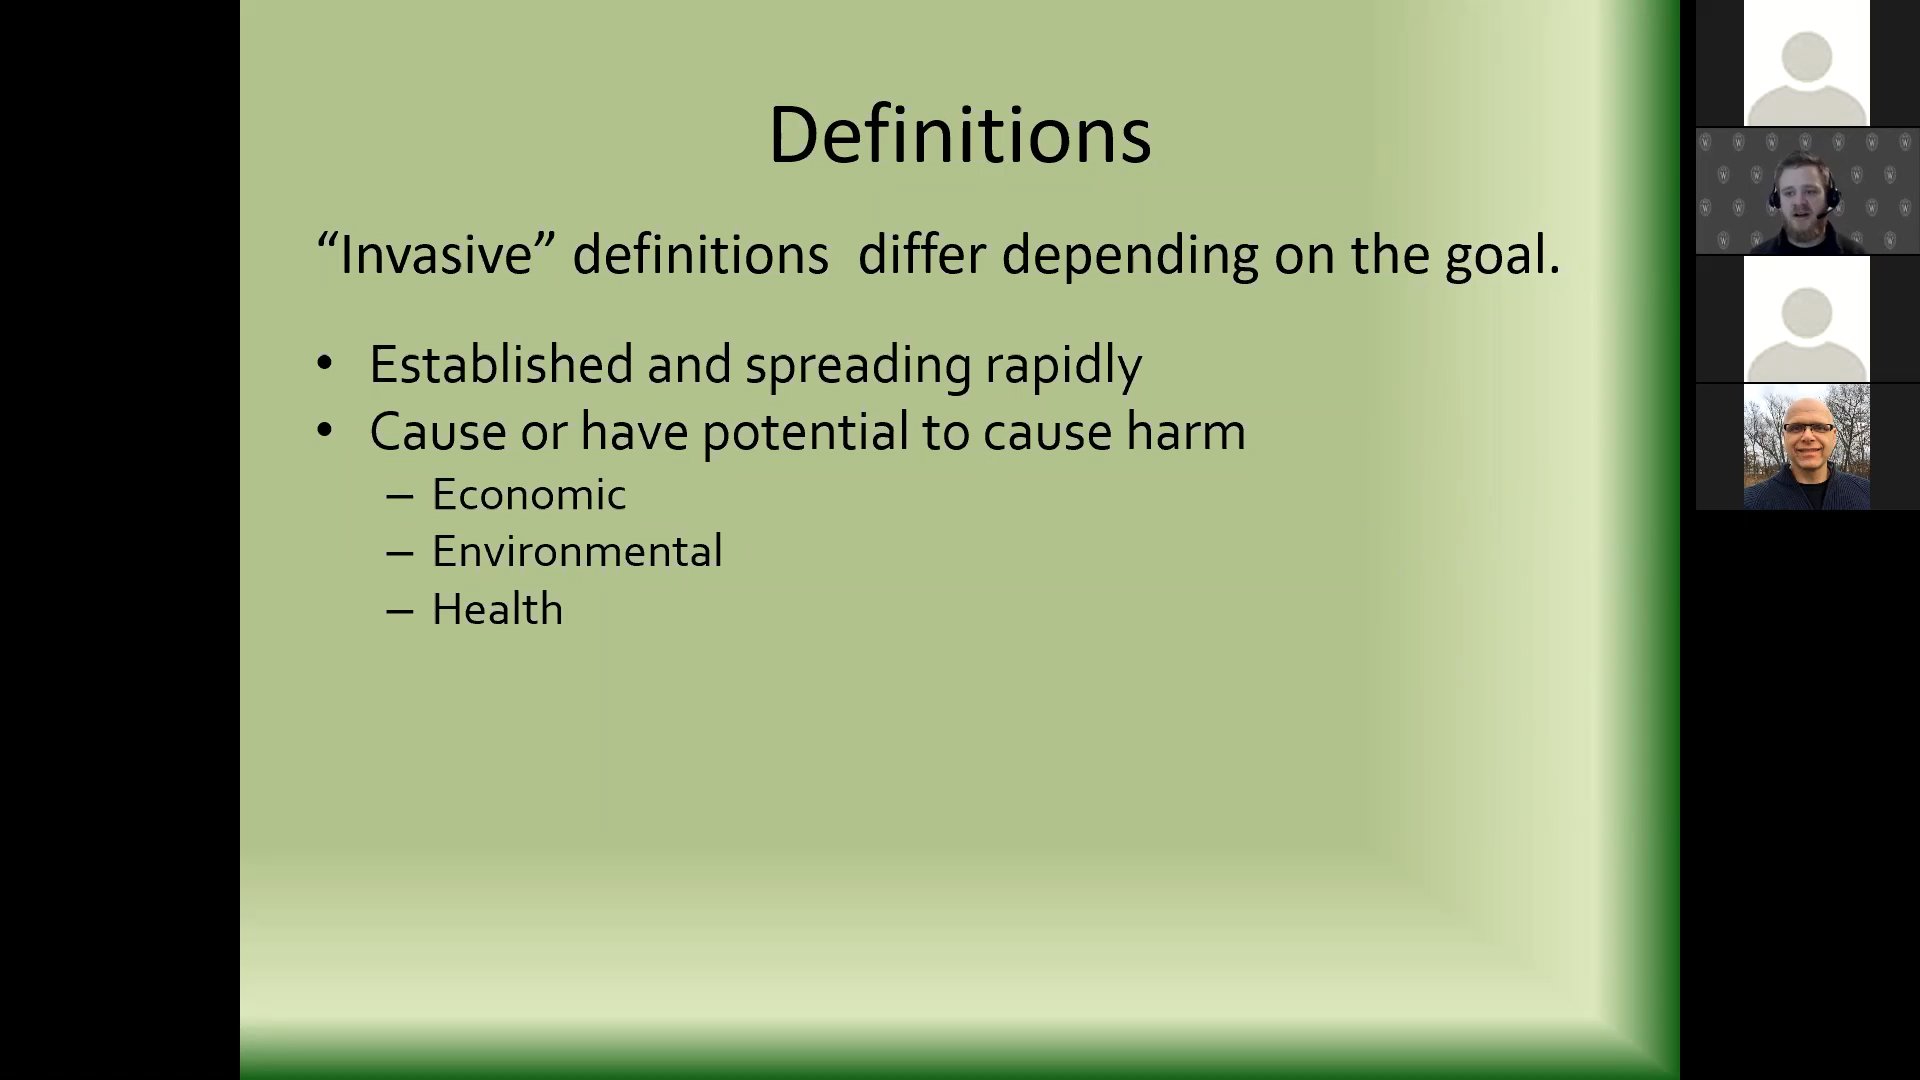 Definitions
“Invasive” definitions  differ depending on the goal.
• Established and spreading rapidly
• Cause or have potential to cause harm
– Economic
– Environmental
– Health